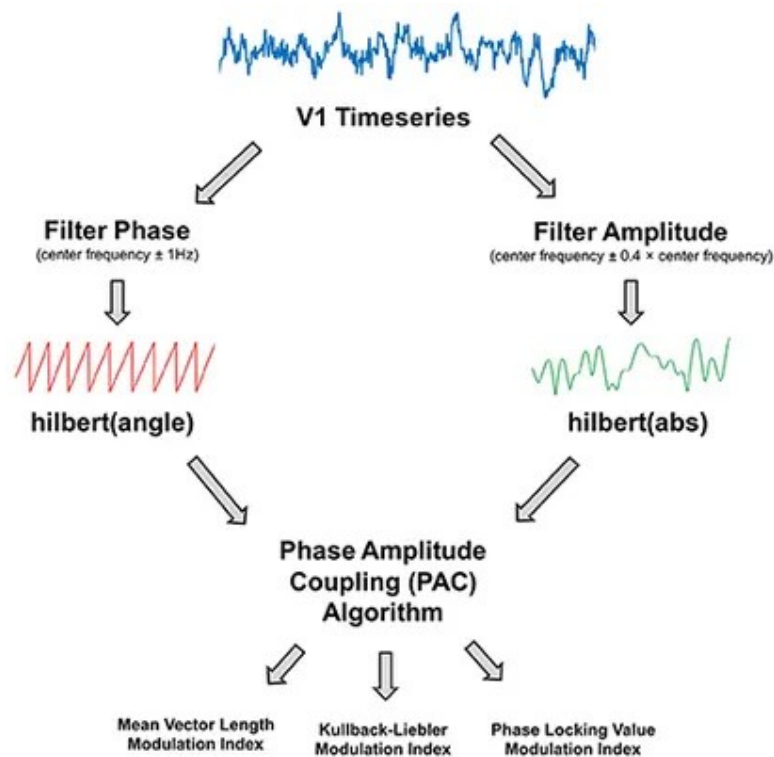 V1 Timeseries
Filter Phase
(center frequency ± 1Hz)
Filter Amplitude
(center frequency ± 0.4 × center frequency)
hilbert(angle)
hilbert(abs)
Phase Amplitude
Coupling (PAC)
Algorithm
Mean Vector Length
Modulation Index
Kullback-Liebler
Modulation Index
Phase Locking Value
Modulation Index